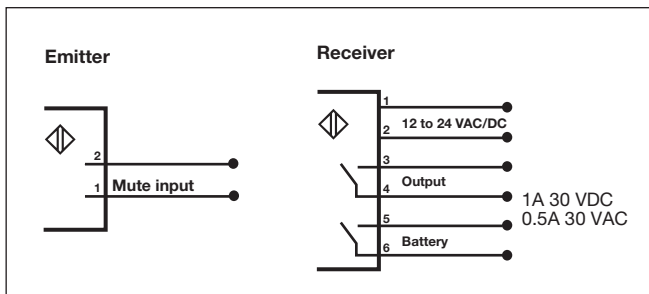 Emitter
2
1 Mute input
Receiver
1
12 to 24 VAC/DC
2
3
Output
4
1A 30 VDC
0.5A 30 VAC
5
Battery
6